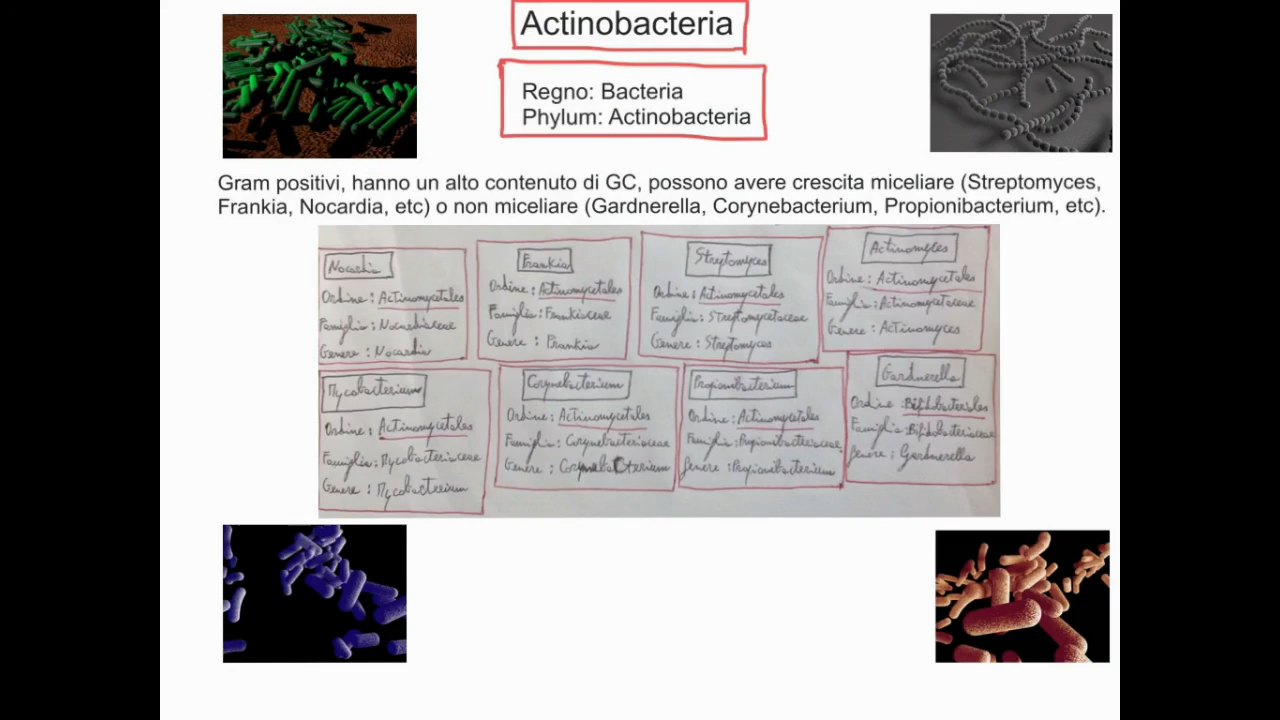 Actinobacteria
Regno: Bacteria
Phylum: Actinobacteria
Gram positivi, hanno un alto contenuto di GC, possono avere crescita miceliare (Streptomyces,
Frankia, Nocardia, etc) o non miceliare (Gardnerella, Corynebacterium, Propionibacterium, etc).
Nocardia
Ordine: Actinomycetales
Famiglia: Nocardiaceae
Genere: Nocardia
Frankia
Ordine: Actinomycetales
Famiglia: Frankiaceae
Genere: Frankia
Streptomyces
Ordine: Actinomycetales
Famiglia: Streptomycetaceae
Genere: Streptomyces
Actinomyces
Ordine: Actinomycetales
Famiglia: Actinomycetaceae
Genere: Actinomyces
Mycobacterium
Ordine: Actinomycetales
Famiglia: Mycobacteriaceae
Genere: Mycobacterium
Corynebacterium
Ordine: Actinomycetales
Famiglia: Corynebacteriaceae
Genere: Corynebacterium
Propionibacterium
Ordine: Actinomycetales
Famiglia: Propionibacteriaceae
Genere: Propionibacterium
Gardnerella
Ordine: Bifidobacteriales
Famiglia: Bifidobacteriaceae
Genere: Gardnerella